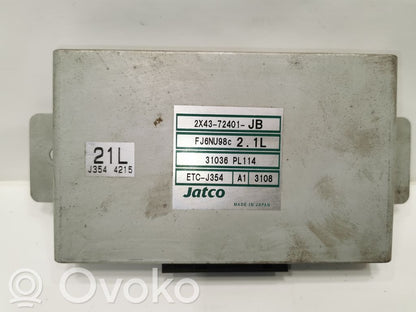 2X43-72401- JB
FJ6NU98c 2.1L
31036 PL114
ETC-J354 A1 3108
Jatco
MADE IN JAPAN
21L
J354 4215
© Ovoko